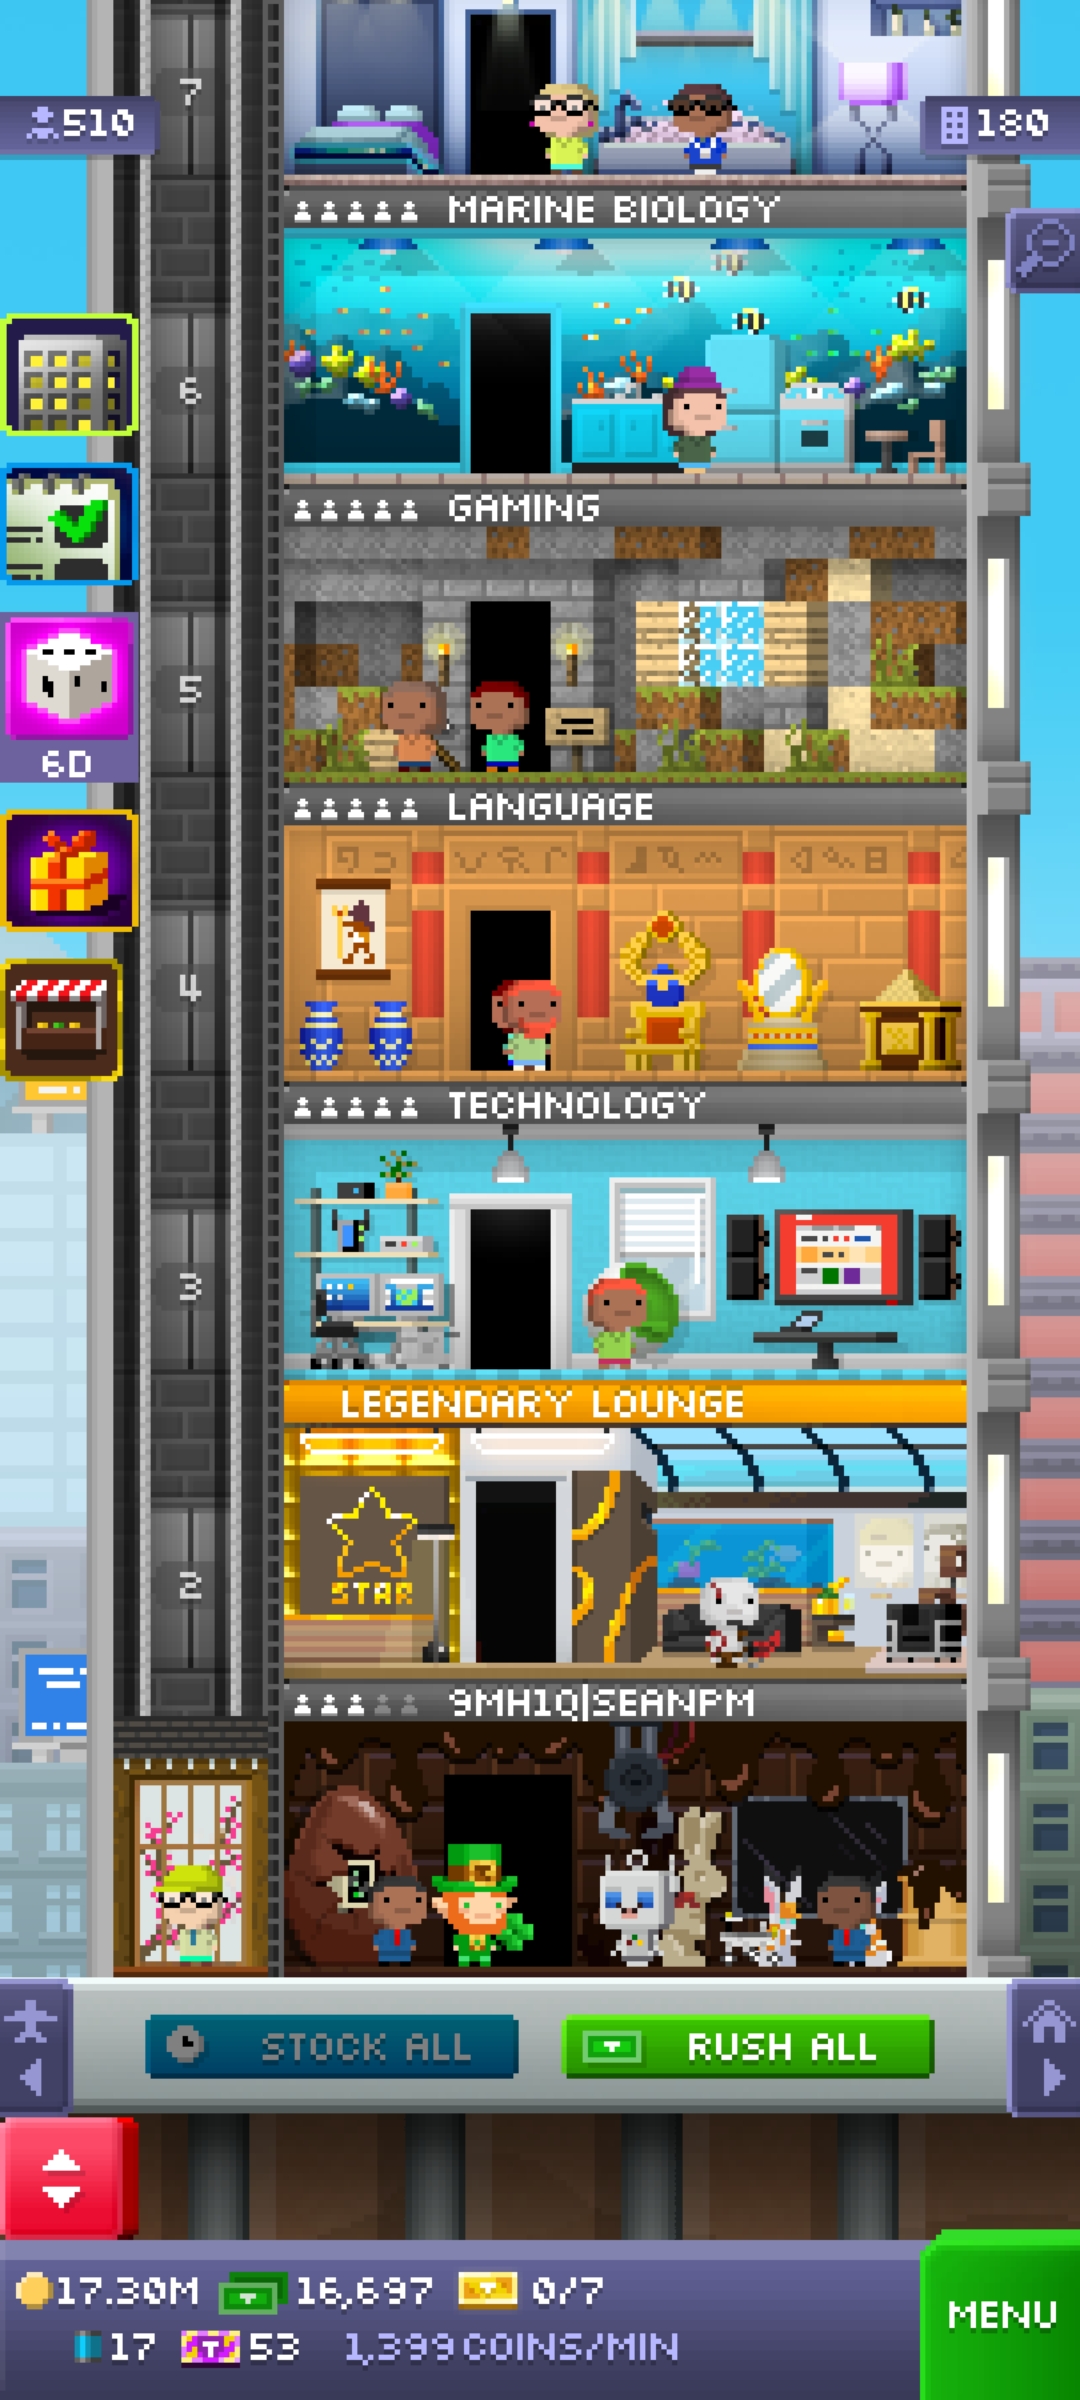 7
510
180
MARINE BIOLOGY
6
GAMING
5
6D
LANGUAGE
4
TECHNOLOGY
3
LEGENDARY LOUNGE
STAR
2
9MH1Q|SEANPM
STOCK ALL
RUSH ALL
17.30M 16,697 0/7
MENU
17 53 1,399 COINS/MIN